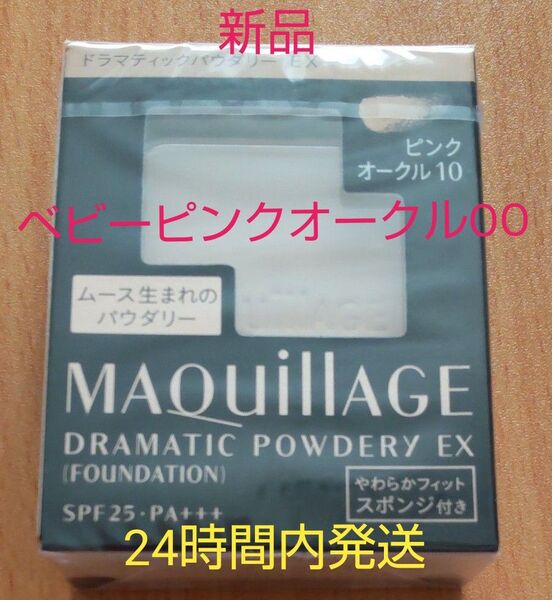 新品
ドラマティックパウダリー EX
ピンク
オークル10
ベビーピンクオークル00
ムース生まれの
パウダリー
MAQuillAGE
DRAMATIC POWDERY EX
(FOUNDATION)
SPF25・PA+++
やわらかフィット
スポンジ付き
24時間内発送